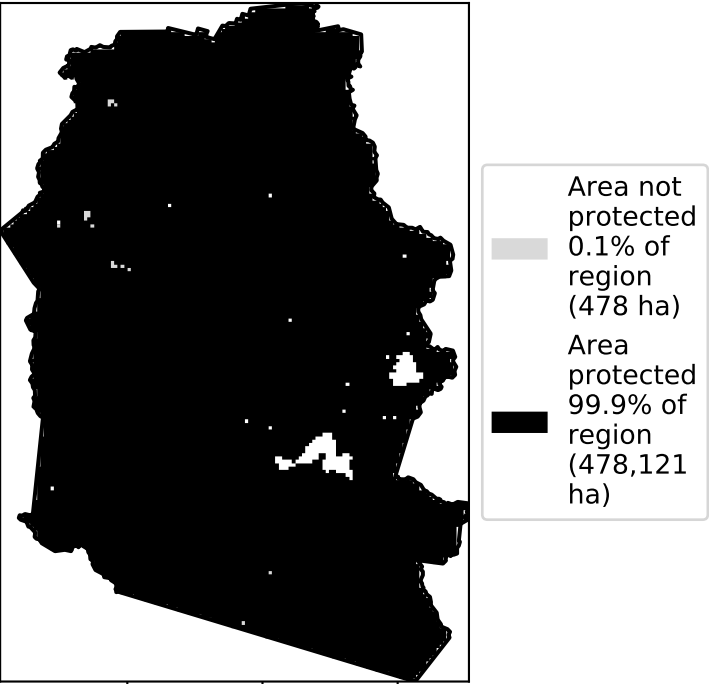 Area not
protected
0.1% of
region
(478 ha)
Area
protected
99.9% of
region
(478,121
ha)